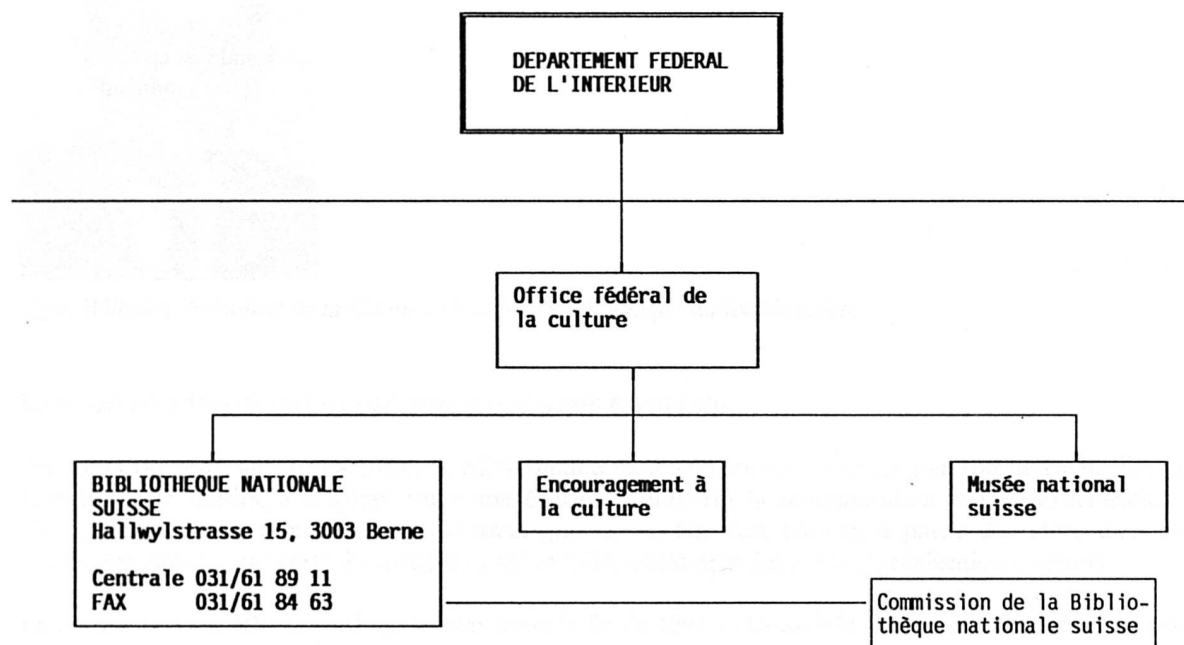 DEPARTEMENT FEDERAL
DE L'INTERIEUR
Office fédéral de
la culture
BIBLIOTHEQUE NATIONALE
SUISSE
Hallwylstrasse 15, 3003 Berne
Centrale 031/61 89 11
FAX 031/61 84 63
Encouragement à
la culture
Musée national
suisse
Commission de la Biblio-
thèque nationale suisse